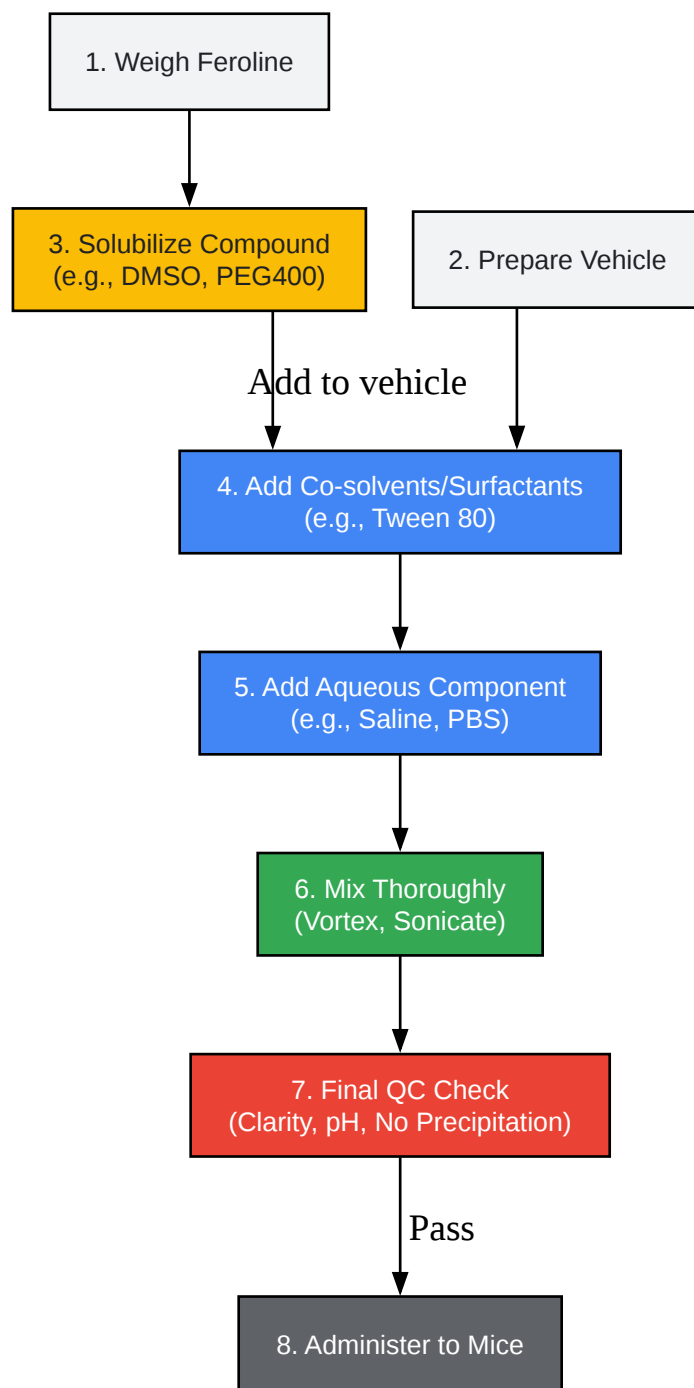 1. Weigh Feroline
3. Solubilize Compound
(e.g., DMSO, PEG400)
2. Prepare Vehicle
Add to vehicle
4. Add Co-solvents/Surfactants
(e.g., Tween 80)
5. Add Aqueous Component
(e.g., Saline, PBS)
6. Mix Thoroughly
(Vortex, Sonicate)
7. Final QC Check
(Clarity, pH, No Precipitation)
Pass
8. Administer to Mice